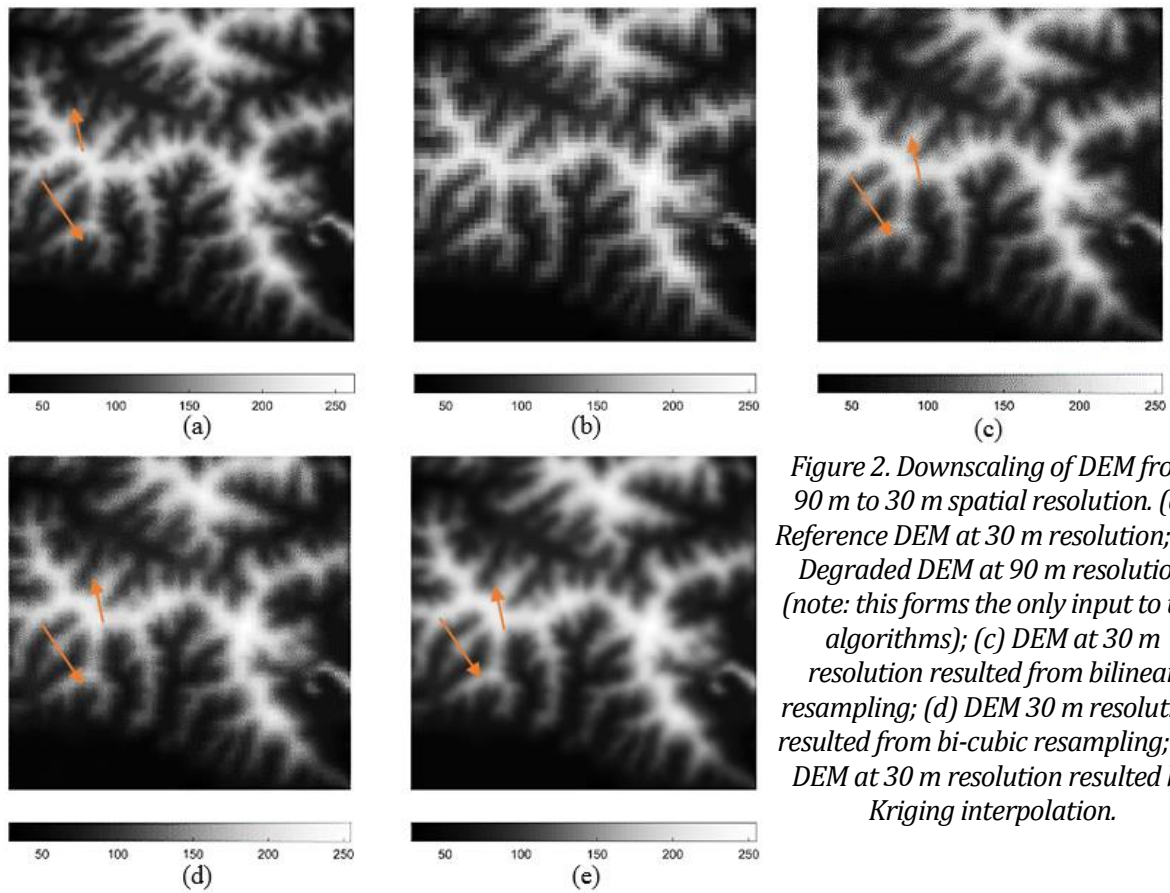 50 100 150 200 250
(a)
50 100 150 200 250
(b)
50 100 150 200 250
(c)
50 100 150 200 250
(d)
50 100 150 200 250
(e)
Figure 2. Downscaling of DEM
90 m to 30 m spatial resolution.
Reference DEM at 30 m resolution;
Degraded DEM at 90 m
(note: this forms the only input to
algorithms); (c) DEM at 30 m
resolution resulted from bilinear
resampling; (d) DEM 30 m
resulted from bi-cubic resampling;
DEM at 30 m resolution resulted
Kriging interpolation.